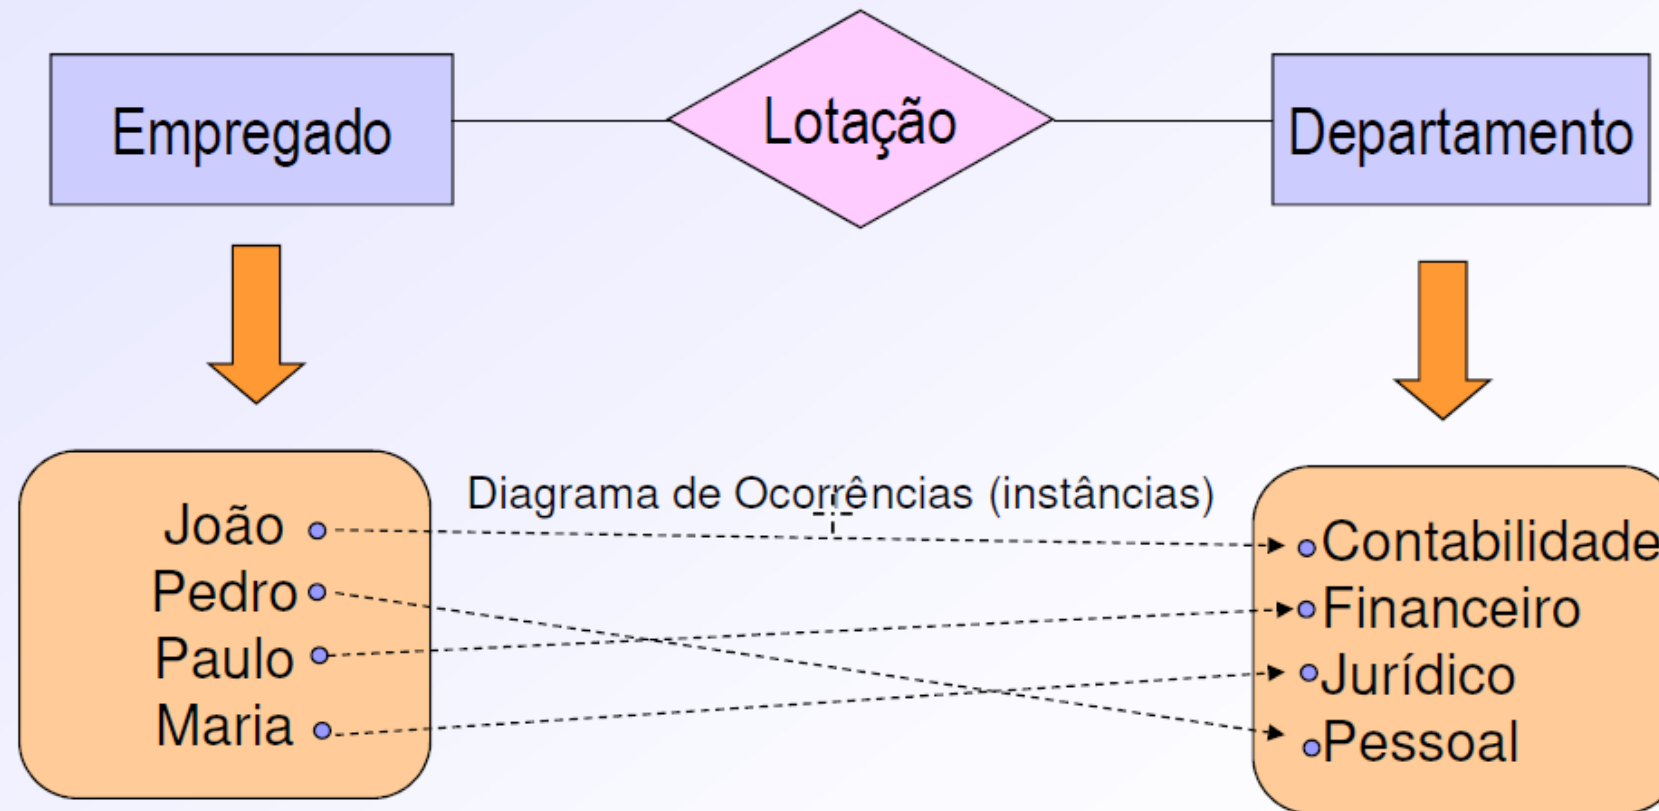 Empregado
Lotação
Departamento
Diagrama de Ocorrências (instâncias)
João
Pedro
Paulo
Maria
Contabilidade
Financeiro
Jurídico
Pessoal